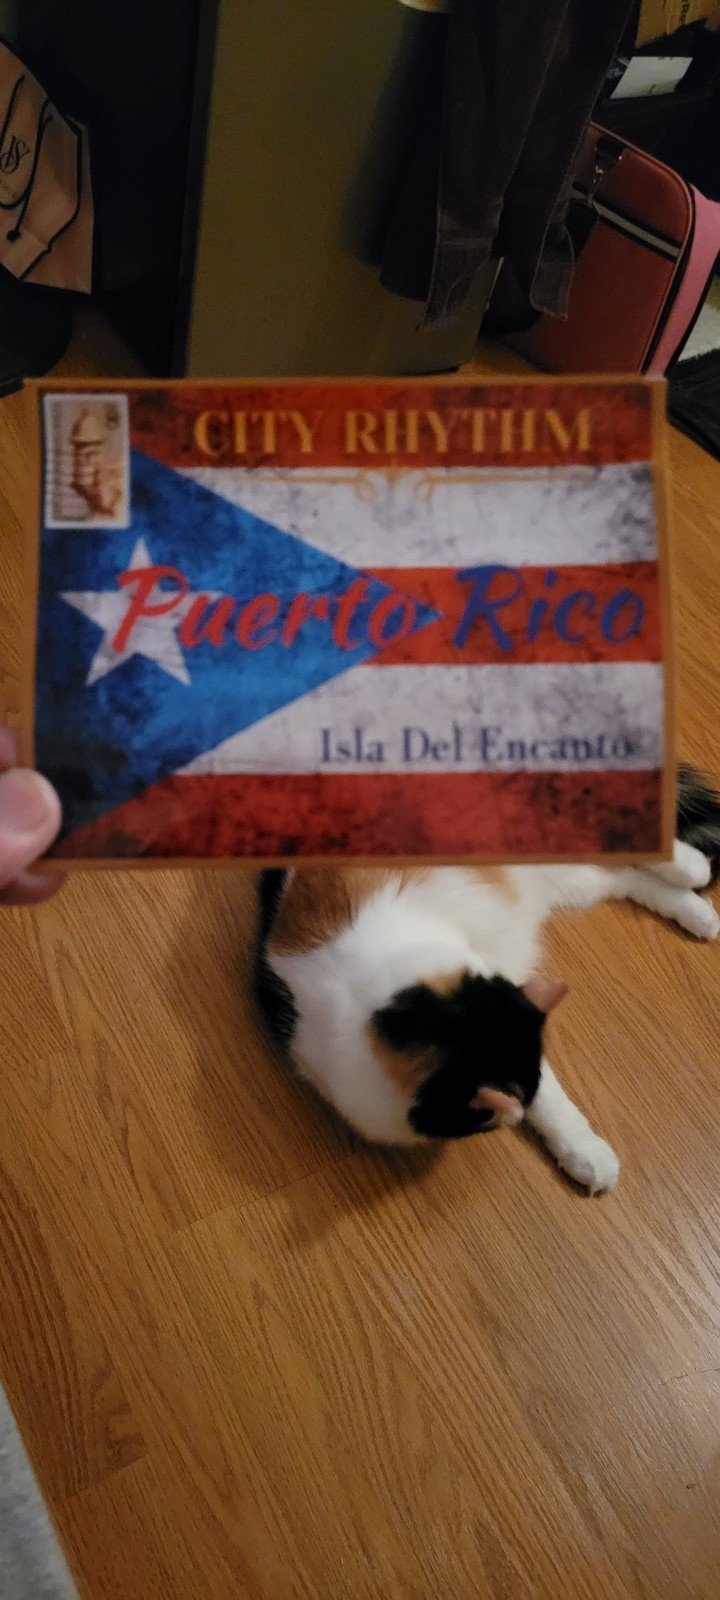 CITY RHYTHM
Puerto Rico
Isla Del Encanto